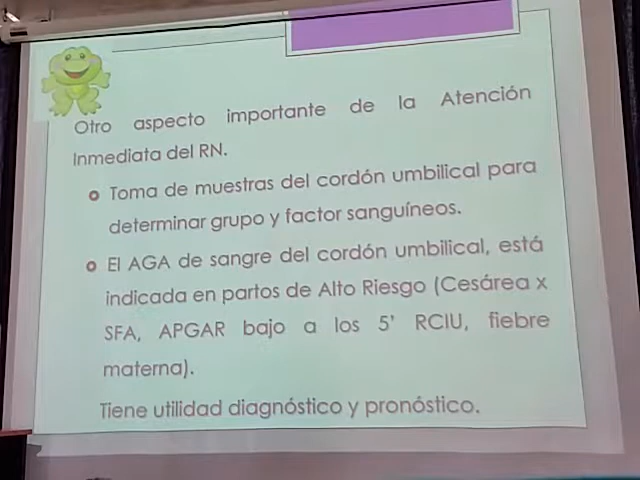 Otro aspecto importante de la Atención
Inmediata del RN.
Toma de muestras del cordón umbilical para
determinar grupo y factor sanguíneos.
El AGA de sangre del cordón umbilical, está
indicada en partos de Alto Riesgo (Cesárea x
SFA, APGAR bajo a los 5' RCIU, fiebre
materna).
Tiene utilidad diagnóstico y pronóstico.